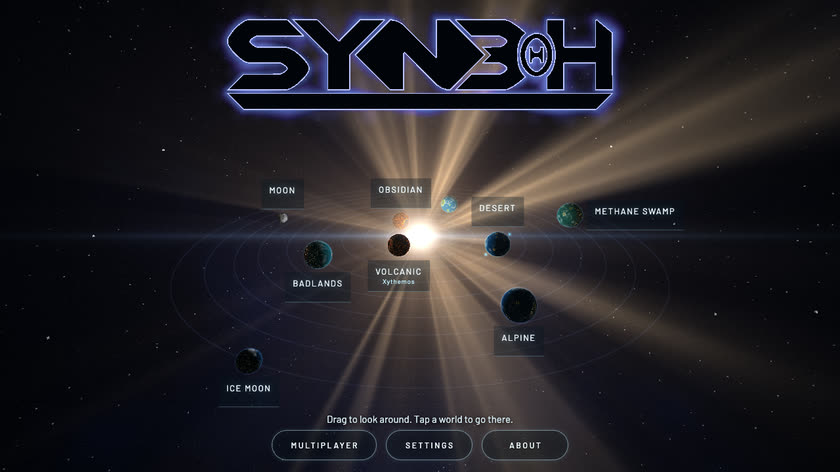 SYN3TH
MOON
OBSIDIAN
DESERT
METHANE SWAMP
BADLANDS
VOLCANIC
Xythemos
ALPINE
ICE MOON
Drag to look around. Tap a world to go there.
MULTIPLAYER
SETTINGS
ABOUT